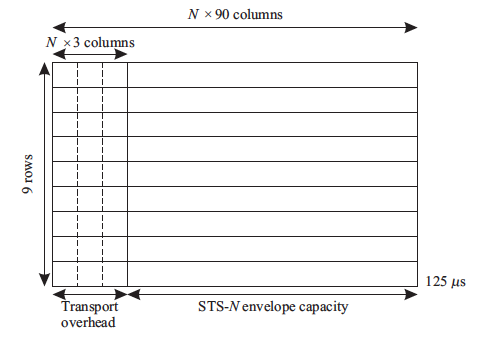 N × 90 columns
N × 3 columns
9 rows
125 μs
Transport
overhead
STS-N envelope capacity